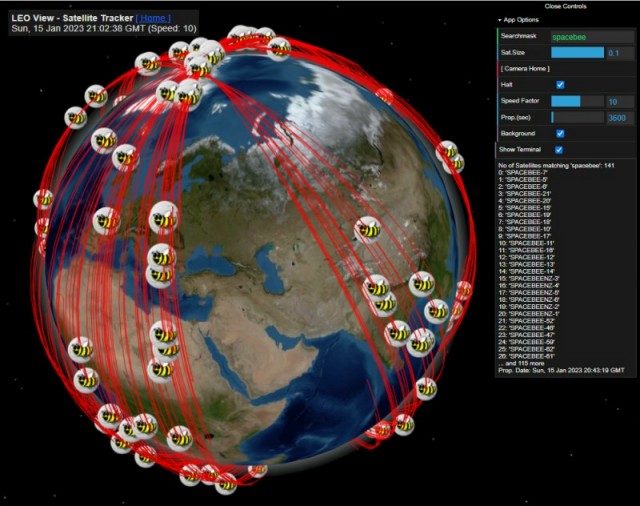 LEO View - Satellite Tracker [ Home ]
Sun, 15 Jan 2023 21:02:38 GMT (Speed: 10)
Close Controls
App Options
Searchmask spacebee
Sat.Size 0.1
[ Camera Home ]
Halt
Speed Factor 10
Prop.(sec) 3600
Background
Show Terminal
No of Satellites matching 'spacebee': 141
0: 'SPACEBEE-7'
1: 'SPACEBEE-5'
2: 'SPACEBEE-6'
3: 'SPACEBEE-21'
4: 'SPACEBEE-20'
5: 'SPACEBEE-15'
6: 'SPACEBEE-19'
7: 'SPACEBEE-18'
8: 'SPACEBEE-10'
9: 'SPACEBEE-17'
10: 'SPACEBEE-11'
11: 'SPACEBEE-16'
12: 'SPACEBEE-12'
13: 'SPACEBEE-13'
14: 'SPACEBEE-14'
15: 'SPACEBEENZ-3'
16: 'SPACEBEENZ-4'
17: 'SPACEBEENZ-5'
18: 'SPACEBEENZ-6'
19: 'SPACEBEENZ-2'
20: 'SPACEBEENZ-1'
21: 'SPACEBEE-52'
22: 'SPACEBEE-46'
23: 'SPACEBEE-47'
24: 'SPACEBEE-59'
25: 'SPACEBEE-62'
26: 'SPACEBEE-61'
... and 115 more
Prop. Date: Sun, 15 Jan 2023 20:43:19 GMT